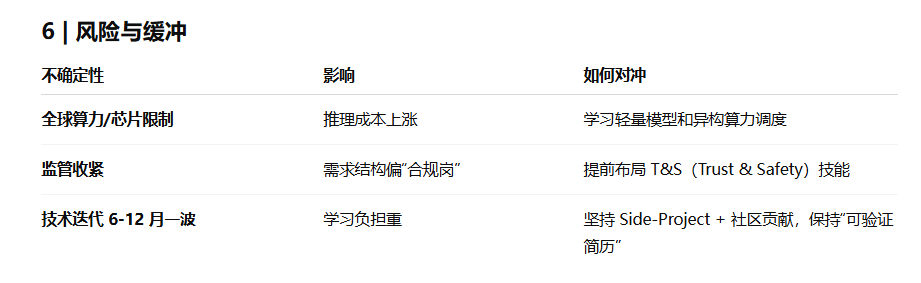 6 | 风险与缓冲
不确定性 影响 如何对冲
全球算力/芯片限制 推理成本上涨 学习轻量模型和异构算力调度
监管收紧 需求结构偏“合规岗” 提前布局 T&S（Trust & Safety）技能
技术迭代 6-12 月一波 学习负担重 坚持 Side-Project + 社区贡献，保持“可验证
简历”